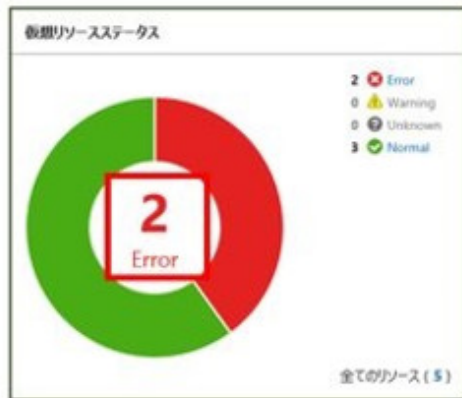 仮想リソースステータス
2 Error
0 Warning
0 Unknown
3 Normal
2
Error
全てのリソース ( 5 )